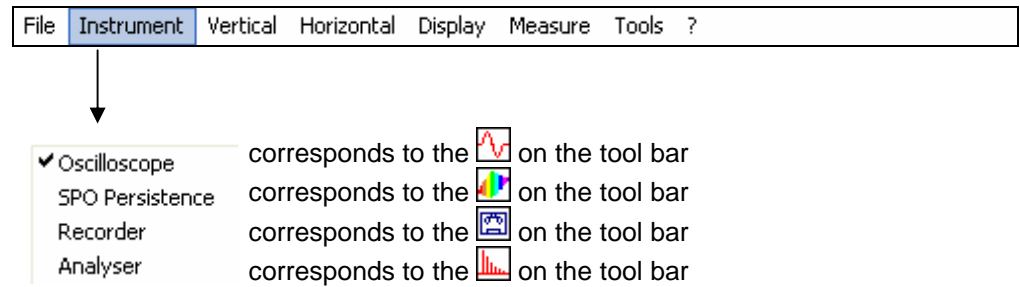 File Instrument Vertical Horizontal Display Measure Tools ?
✔ Oscilloscope corresponds to the on the tool bar
SPO Persistence corresponds to the on the tool bar
Recorder corresponds to the on the tool bar
Analyser corresponds to the on the tool bar